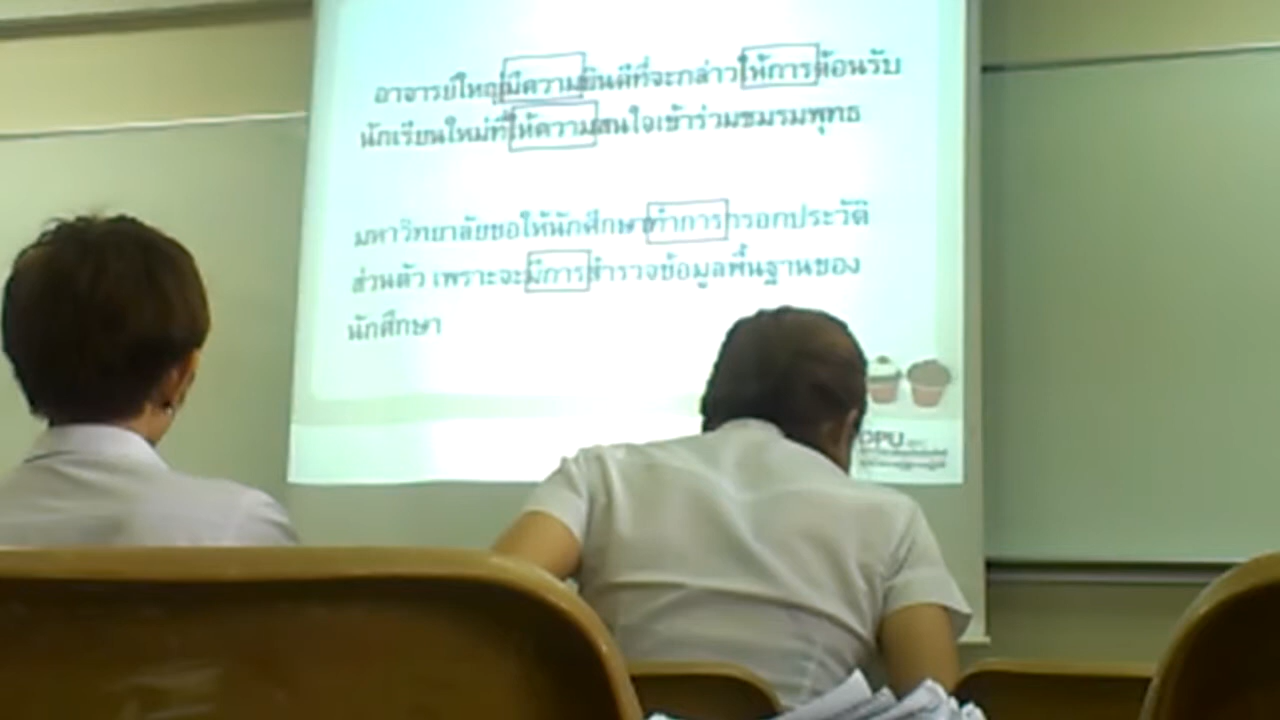 อาจารย์ใหญ่มีความยินดีที่จะกล่าวให้การต้อนรับ
นักเรียนใหม่ที่ให้ความสนใจเข้าร่วมชมรมพุทธ
มหาวิทยาลัยขอให้นักศึกษาทำการกรอกประวัติ
ส่วนตัว เพราะจะมีการสำรวจข้อมูลพื้นฐานของ
นักศึกษา
DPU